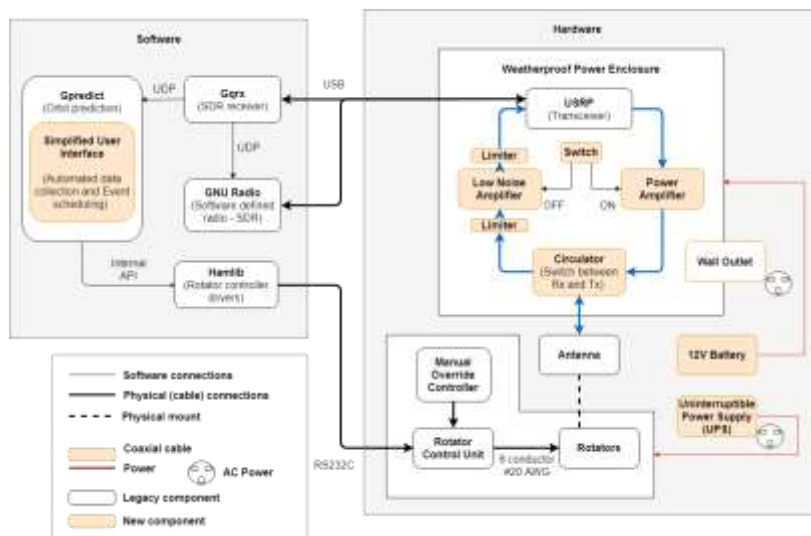 Software
Gpredict
(Orbit prediction)
Simplified User
Interface
(Automated data
collection and Event
scheduling)
UDP
Gqrx
(SDR receiver)
UDP
GNU Radio
(Software defined
radio - SDR)
Internal
API
Hamlib
(Rotator controller
drivers)
USB
RS232C
Hardware
Weatherproof Power Enclosure
USRP
(Transceiver)
Limiter
Switch
Low Noise
Amplifier
OFF
ON
Power
Amplifier
Limiter
Circulator
(Switch between
Rx and Tx)
Wall Outlet
Antenna
12V Battery
Manual
Override
Controller
Uninterruptible
Power Supply
(UPS)
Rotator
Control Unit
6 conductor
#20 AWG
Rotators
Software connections
Physical (cable) connections
Physical mount
Coaxial cable
Power
AC Power
Legacy component
New component